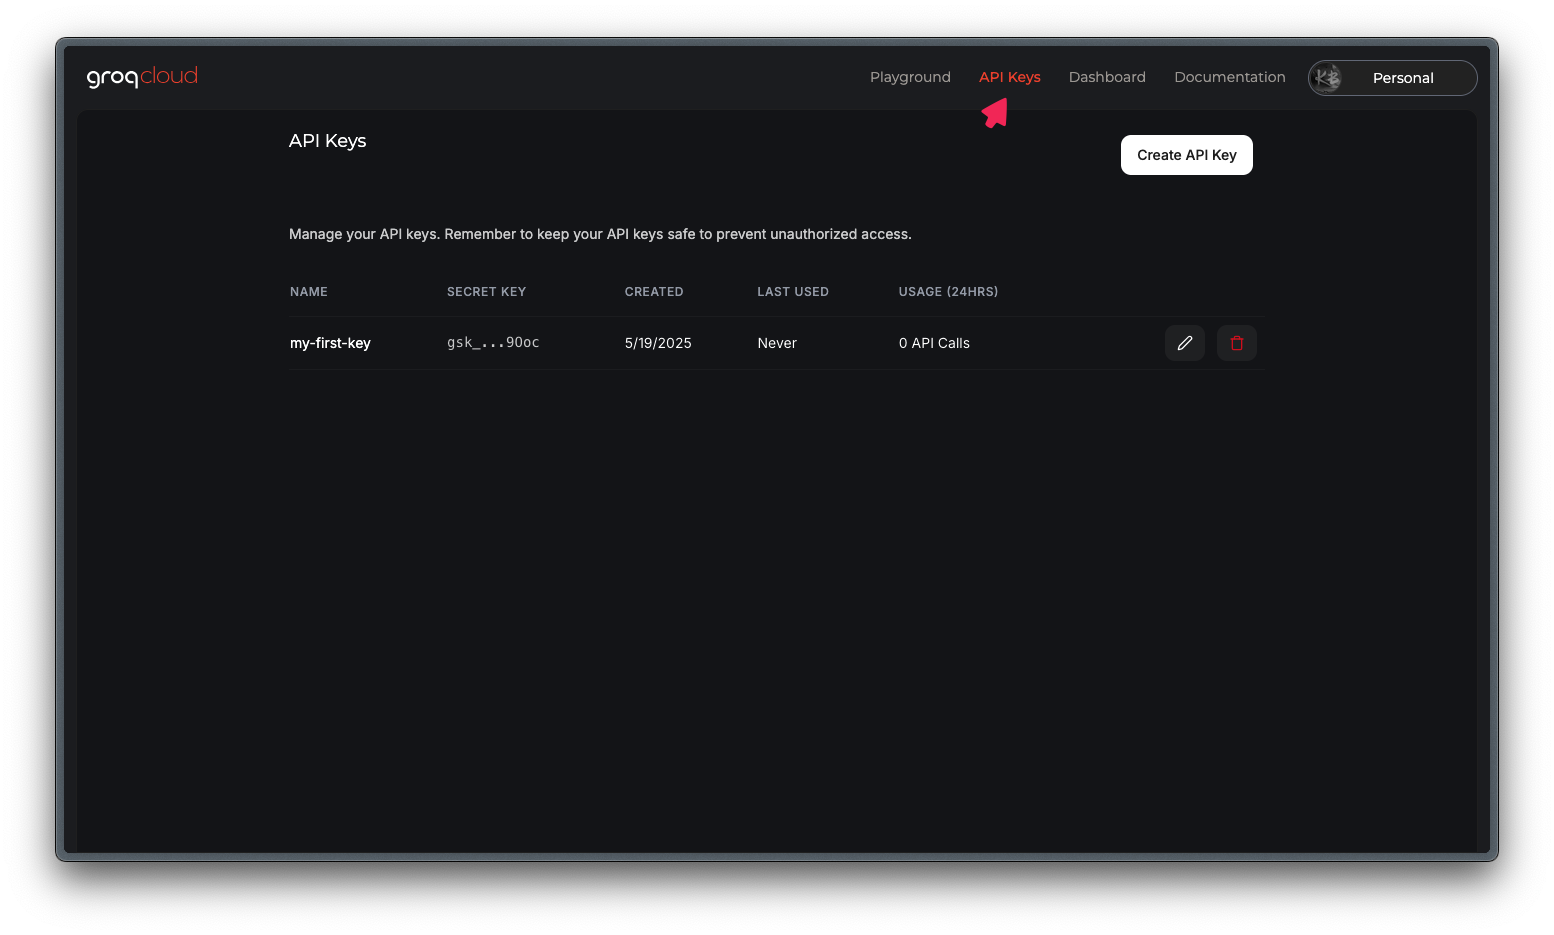 groqcloud
Playground API Keys Dashboard Documentation KB Personal
API Keys
Create API Key
Manage your API keys. Remember to keep your API keys safe to prevent unauthorized access.
NAME SECRET KEY CREATED LAST USED USAGE (24HRS)
my-first-key gsk_...9Ooc 5/19/2025 Never 0 API Calls